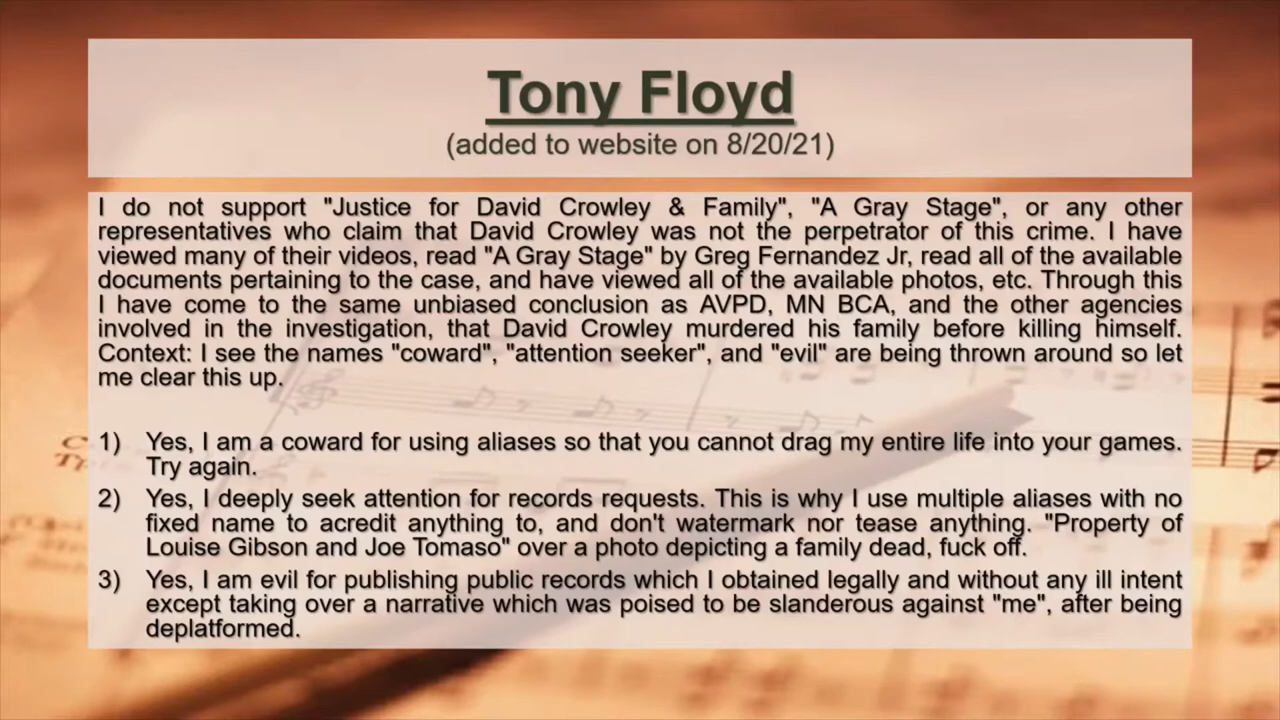 Tony Floyd
(added to website on 8/20/21)
I do not support "Justice for David Crowley & Family", "A Gray Stage", or any other
representatives who claim that David Crowley was not the perpetrator of this crime. I have
viewed many of their videos, read "A Gray Stage" by Greg Fernandez Jr, read all of the available
documents pertaining to the case, and have viewed all of the available photos, etc. Through this
I have come to the same unbiased conclusion as AVPD, MN BCA, and the other agencies
involved in the investigation, that David Crowley murdered his family before killing himself.
Context: I see the names "coward", "attention seeker", and "evil" are being thrown around so let
me clear this up.
1) Yes, I am a coward for using aliases so that you cannot drag my entire life into your games.
Try again.
2) Yes, I deeply seek attention for records requests. This is why I use multiple aliases with no
fixed name to acredit anything to, and don't watermark nor tease anything. "Property of
Louise Gibson and Joe Tomaso" over a photo depicting a family dead, fuck off.
3) Yes, I am evil for publishing public records which I obtained legally and without any ill intent
except taking over a narrative which was poised to be slanderous against "me", after being
deplatformed.